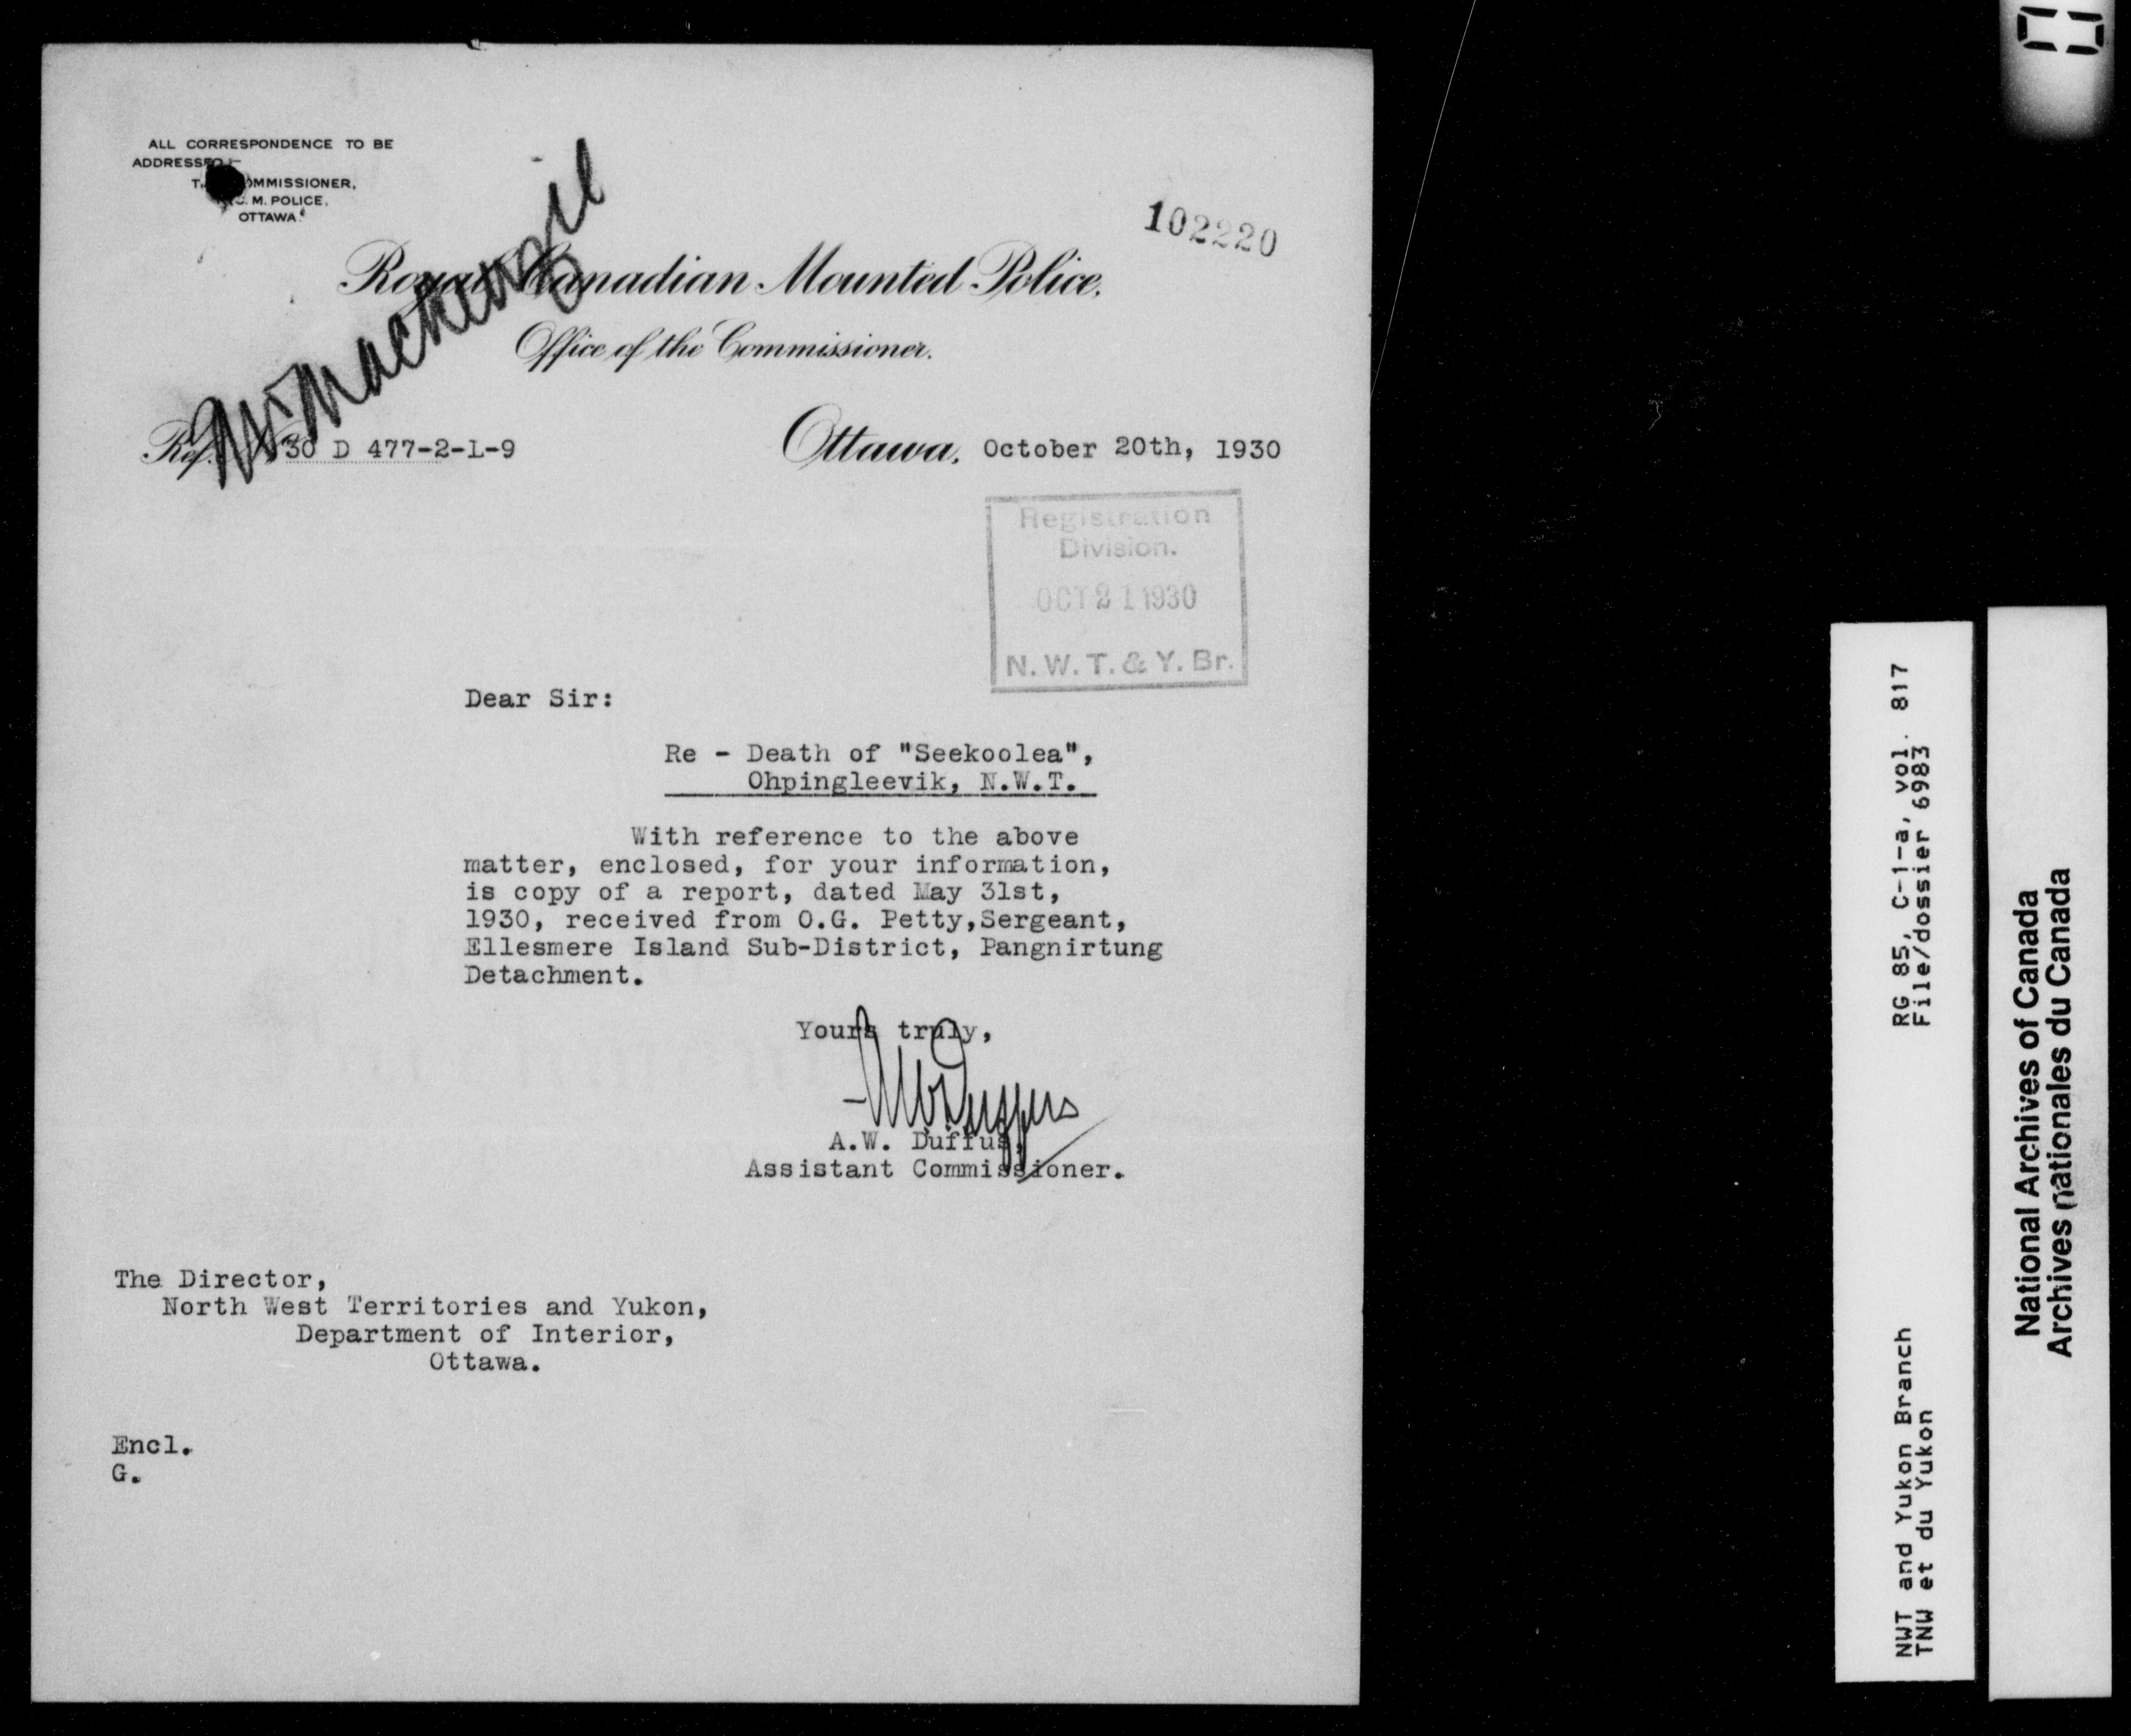 ALL CORRESPONDENCE TO BE
ADDRESSED:-
OMMISSIONER,
C. M. POLICE,
OTTAWA.
102220
Royal Canadian Mounted Police.
Office of the Commissioner.
Mr Mackenzie
Ref. 30 D 477-2-L-9
Ottawa, October 20th, 1930
Registration
Division.
OCT 21 1930
N. W. T. & Y. Br.
Dear Sir:
Re - Death of "Seekoolea",
Ohpingleevik, N.W.T.
With reference to the above
matter, enclosed, for your information,
is copy of a report, dated May 31st,
1930, received from O.G. Petty,Sergeant,
Ellesmere Island Sub-District, Pangnirtung
Detachment.
Yours truly,
A.W. Duffus,
Assistant Commissioner.
The Director,
North West Territories and Yukon,
Department of Interior,
Ottawa.
Encl.
G.
RG 85, C-1-a, vol. 817
File/dossier 6983
NWT and Yukon Branch
TNW et du Yukon
National Archives of Canada
Archives nationales du Canada